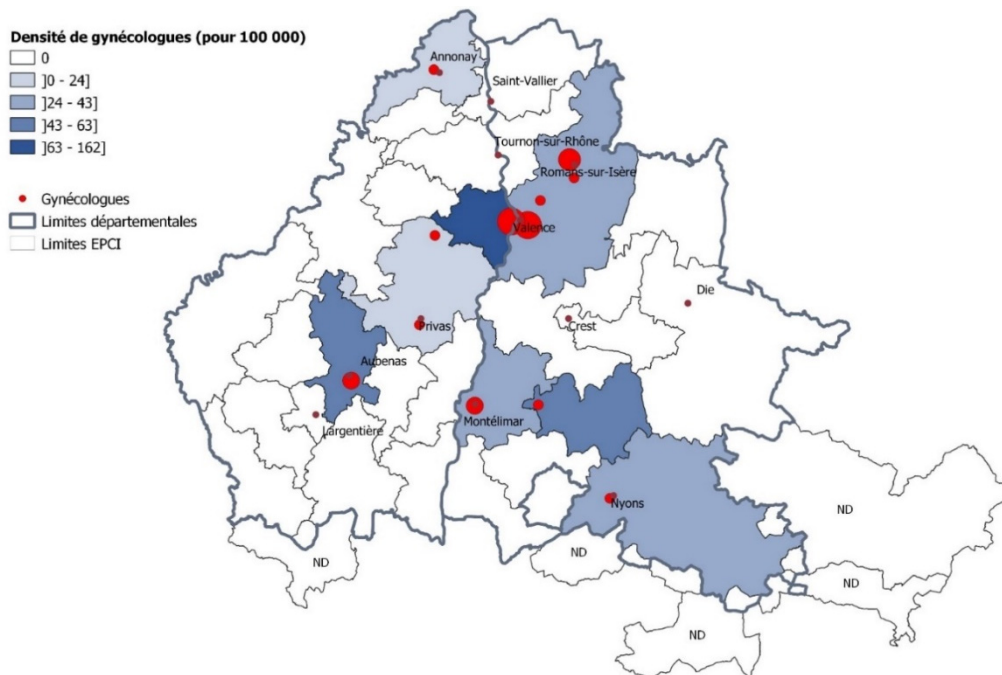 Densité de gynécologues (pour 100 000)
0
]0 - 24]
]24 - 43]
]43 - 63]
]63 - 162]
Gynécologues
Limites départementales
Limites EPCI
Annonay
Saint-Vallier
Tournon-sur-Rhône
Romans-sur-Isère
Valence
Die
Privas
Crest
Aubenas
Montélimar
Largentière
Nyons
ND
ND
ND
ND
ND